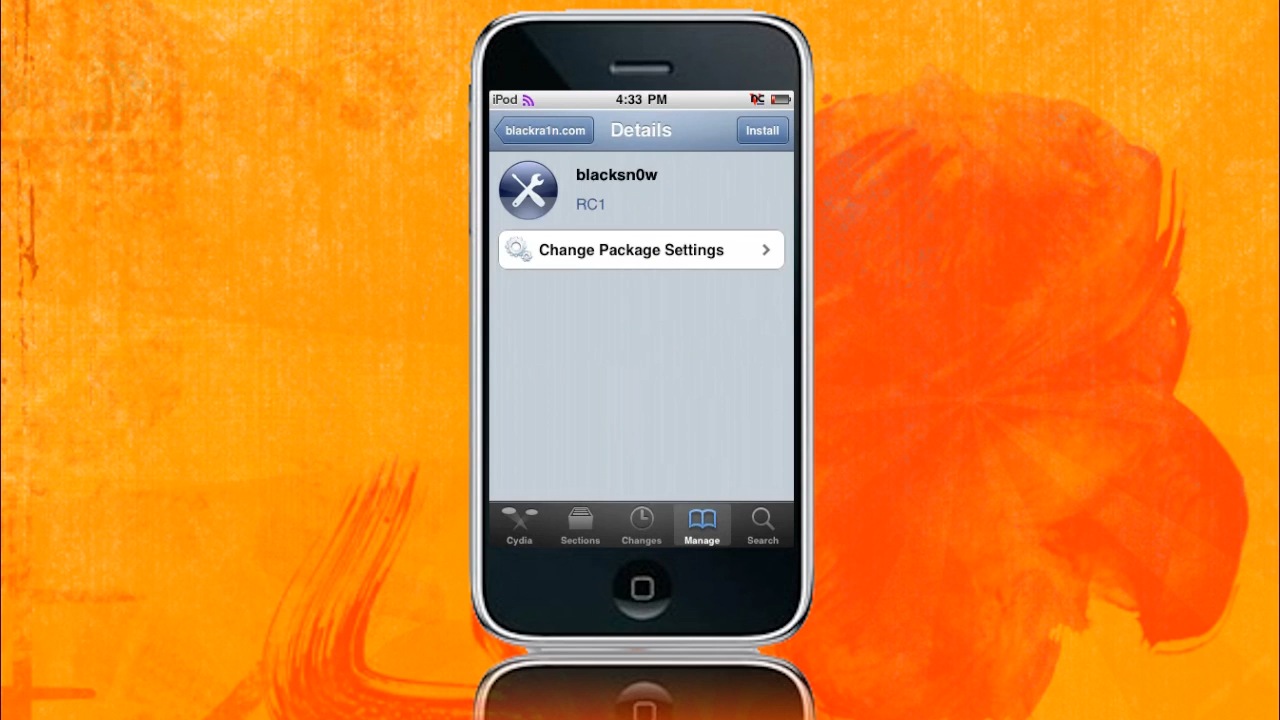 iPod 4:33 PM
blackra1n.com Details Install
blacksn0w
RC1
Change Package Settings
Cydia Sections Changes Manage Search